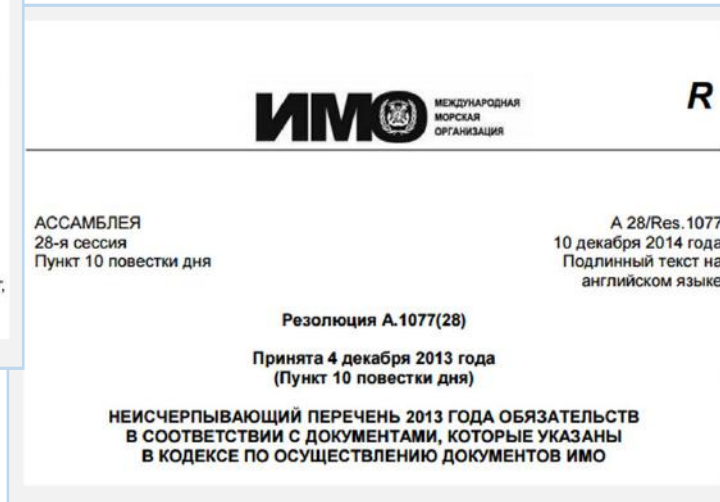 ИМО
МЕЖДУНАРОДНАЯ
МОРСКАЯ
ОРГАНИЗАЦИЯ
R
АССАМБЛЕЯ
28-я сессия
Пункт 10 повестки дня
A 28/Res.1077
10 декабря 2014 года
Подлинный текст на
английском языке
Резолюция A.1077(28)
Принята 4 декабря 2013 года
(Пункт 10 повестки дня)
НЕИСЧЕРПЫВАЮЩИЙ ПЕРЕЧЕНЬ 2013 ГОДА ОБЯЗАТЕЛЬСТВ
В СООТВЕТСТВИИ С ДОКУМЕНТАМИ, КОТОРЫЕ УКАЗАНЫ
В КОДЕКСЕ ПО ОСУЩЕСТВЛЕНИЮ ДОКУМЕНТОВ ИМО